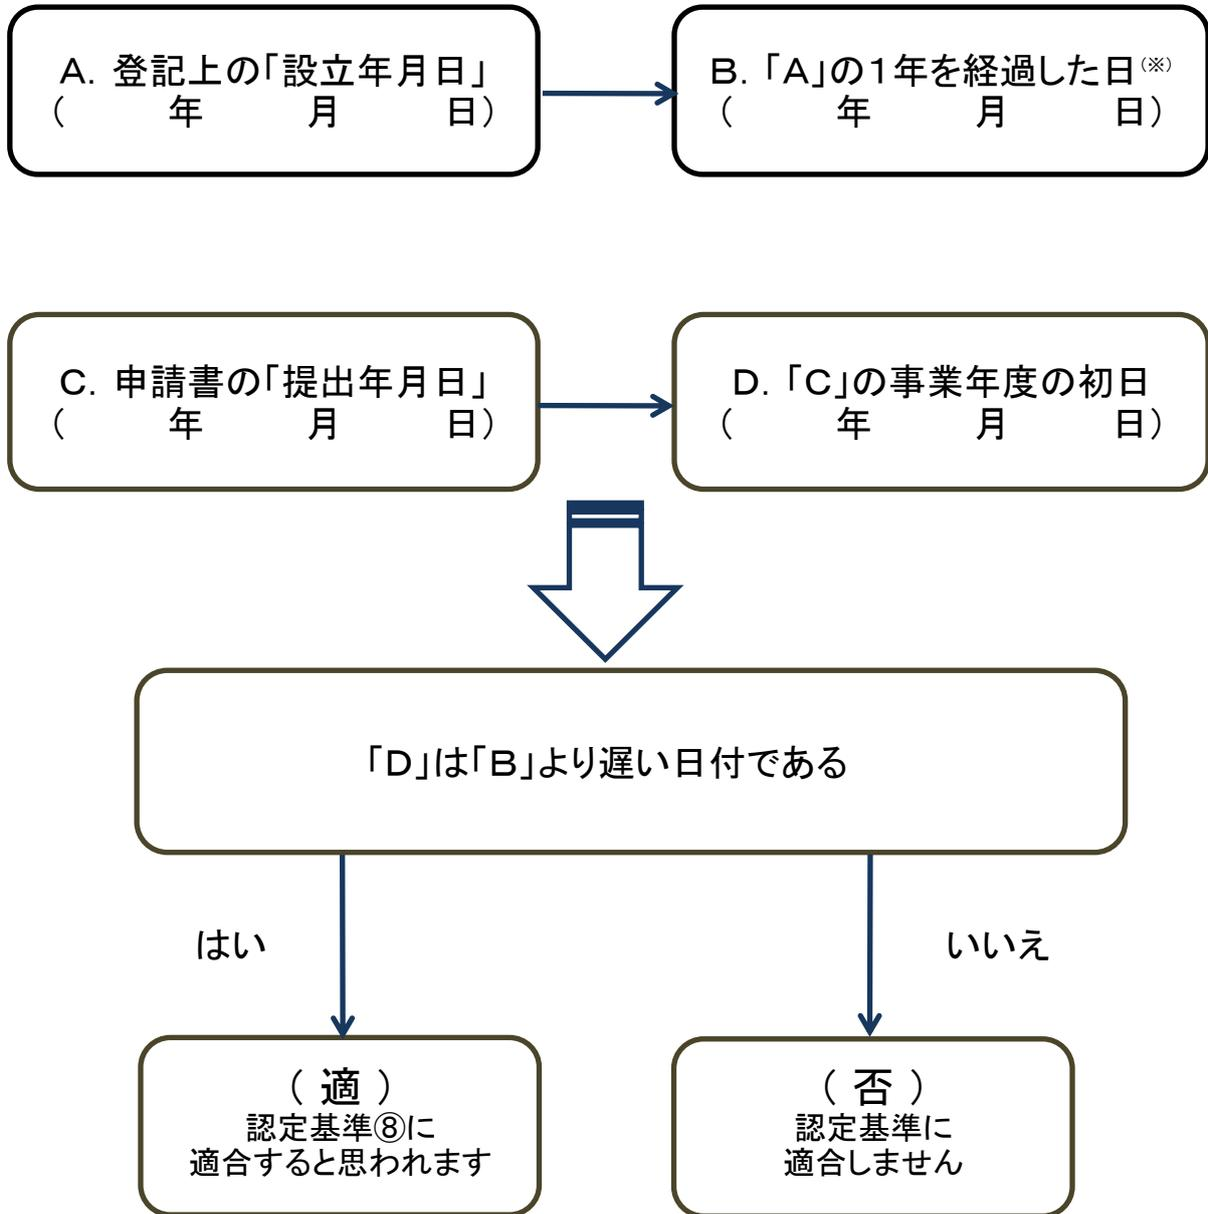 A. 登記上の「設立年月日」
(　　年　　月　　日)
B. 「A」の1年を経過した日(※)
(　　年　　月　　日)
C. 申請書の「提出年月日」
(　　年　　月　　日)
D. 「C」の事業年度の初日
(　　年　　月　　日)
「D」は「B」より遅い日付である
はい
いいえ
( 適 )
認定基準⑧に
適合すると思われます
( 否 )
認定基準に
適合しません